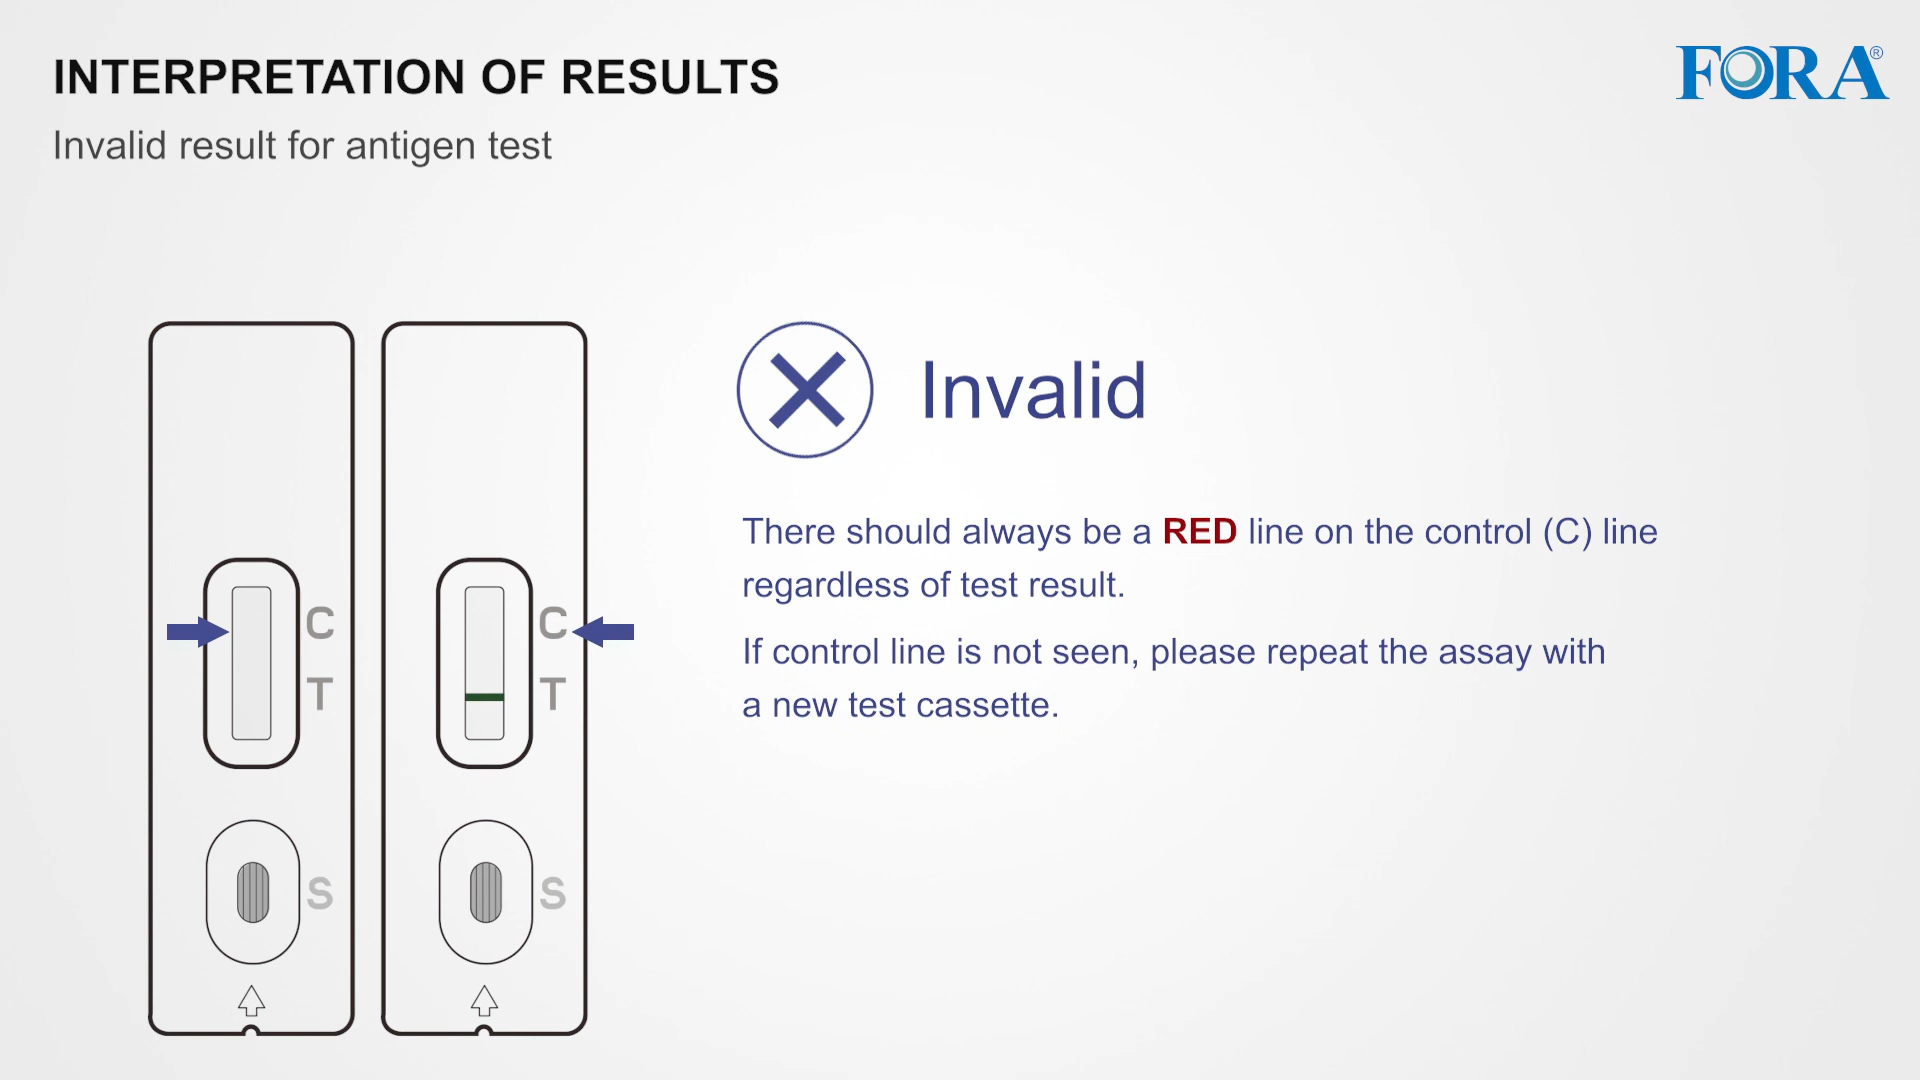 INTERPRETATION OF RESULTS
Invalid result for antigen test
FORA®
Invalid
There should always be a RED line on the control (C) line
regardless of test result.
If control line is not seen, please repeat the assay with
a new test cassette.
C
T
S
C
T
S